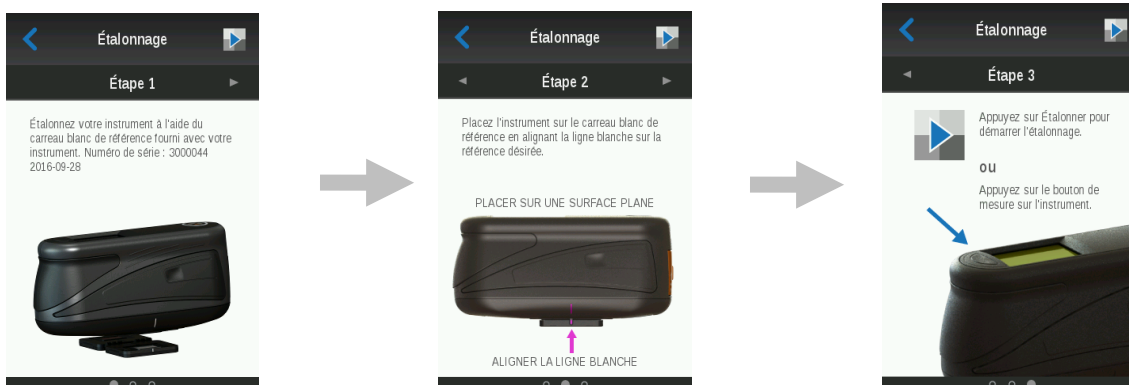 Étalonnage
Étape 1
Étalonnez votre instrument à l'aide du
carreau blanc de référence fourni avec votre
instrument. Numéro de série : 3000044
2016-09-28
Étalonnage
Étape 2
Placez l'instrument sur le carreau blanc de
référence en alignant la ligne blanche sur la
référence désirée.
PLACER SUR UNE SURFACE PLANE
ALIGNER LA LIGNE BLANCHE
Étalonnage
Étape 3
Appuyez sur Étalonner pour
démarrer l'étalonnage.
ou
Appuyez sur le bouton de
mesure sur l'instrument.